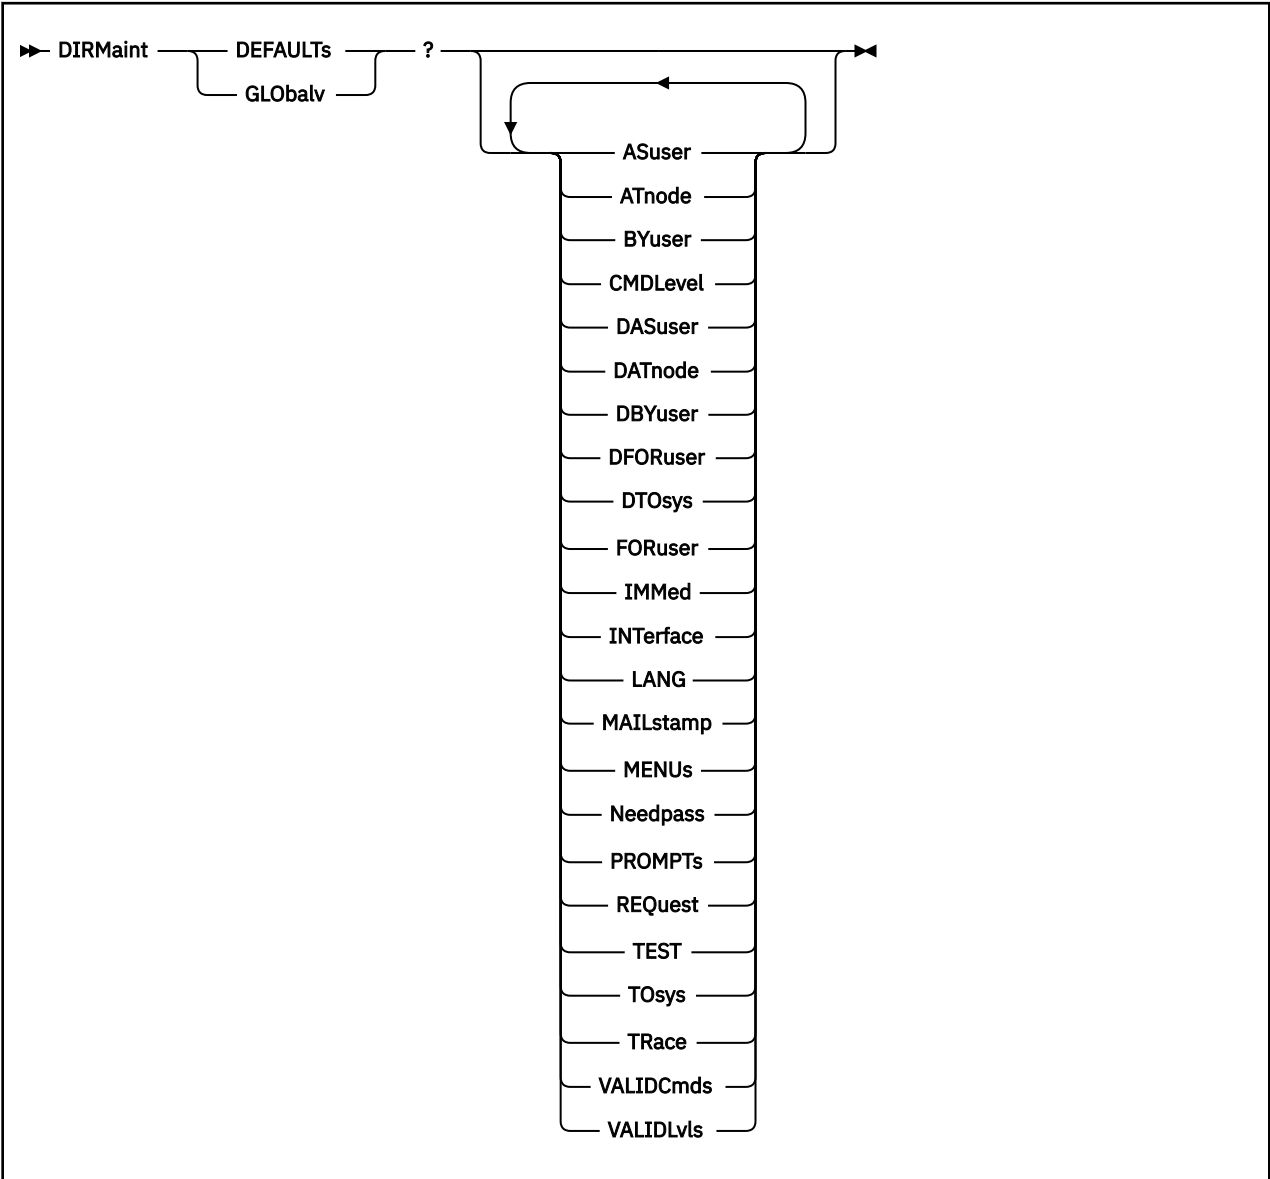 DIRMaint DEFAULTs ?
GLObalv
ASuser
ATnode
BYuser
CMDLevel
DASuser
DATnode
DBYuser
DFORuser
DTOsys
FORuser
IMMed
INTerface
LANG
MAILstamp
MENUs
Needpass
PROMPTs
REQuest
TEST
TOsys
TRace
VALIDCmds
VALIDLvls